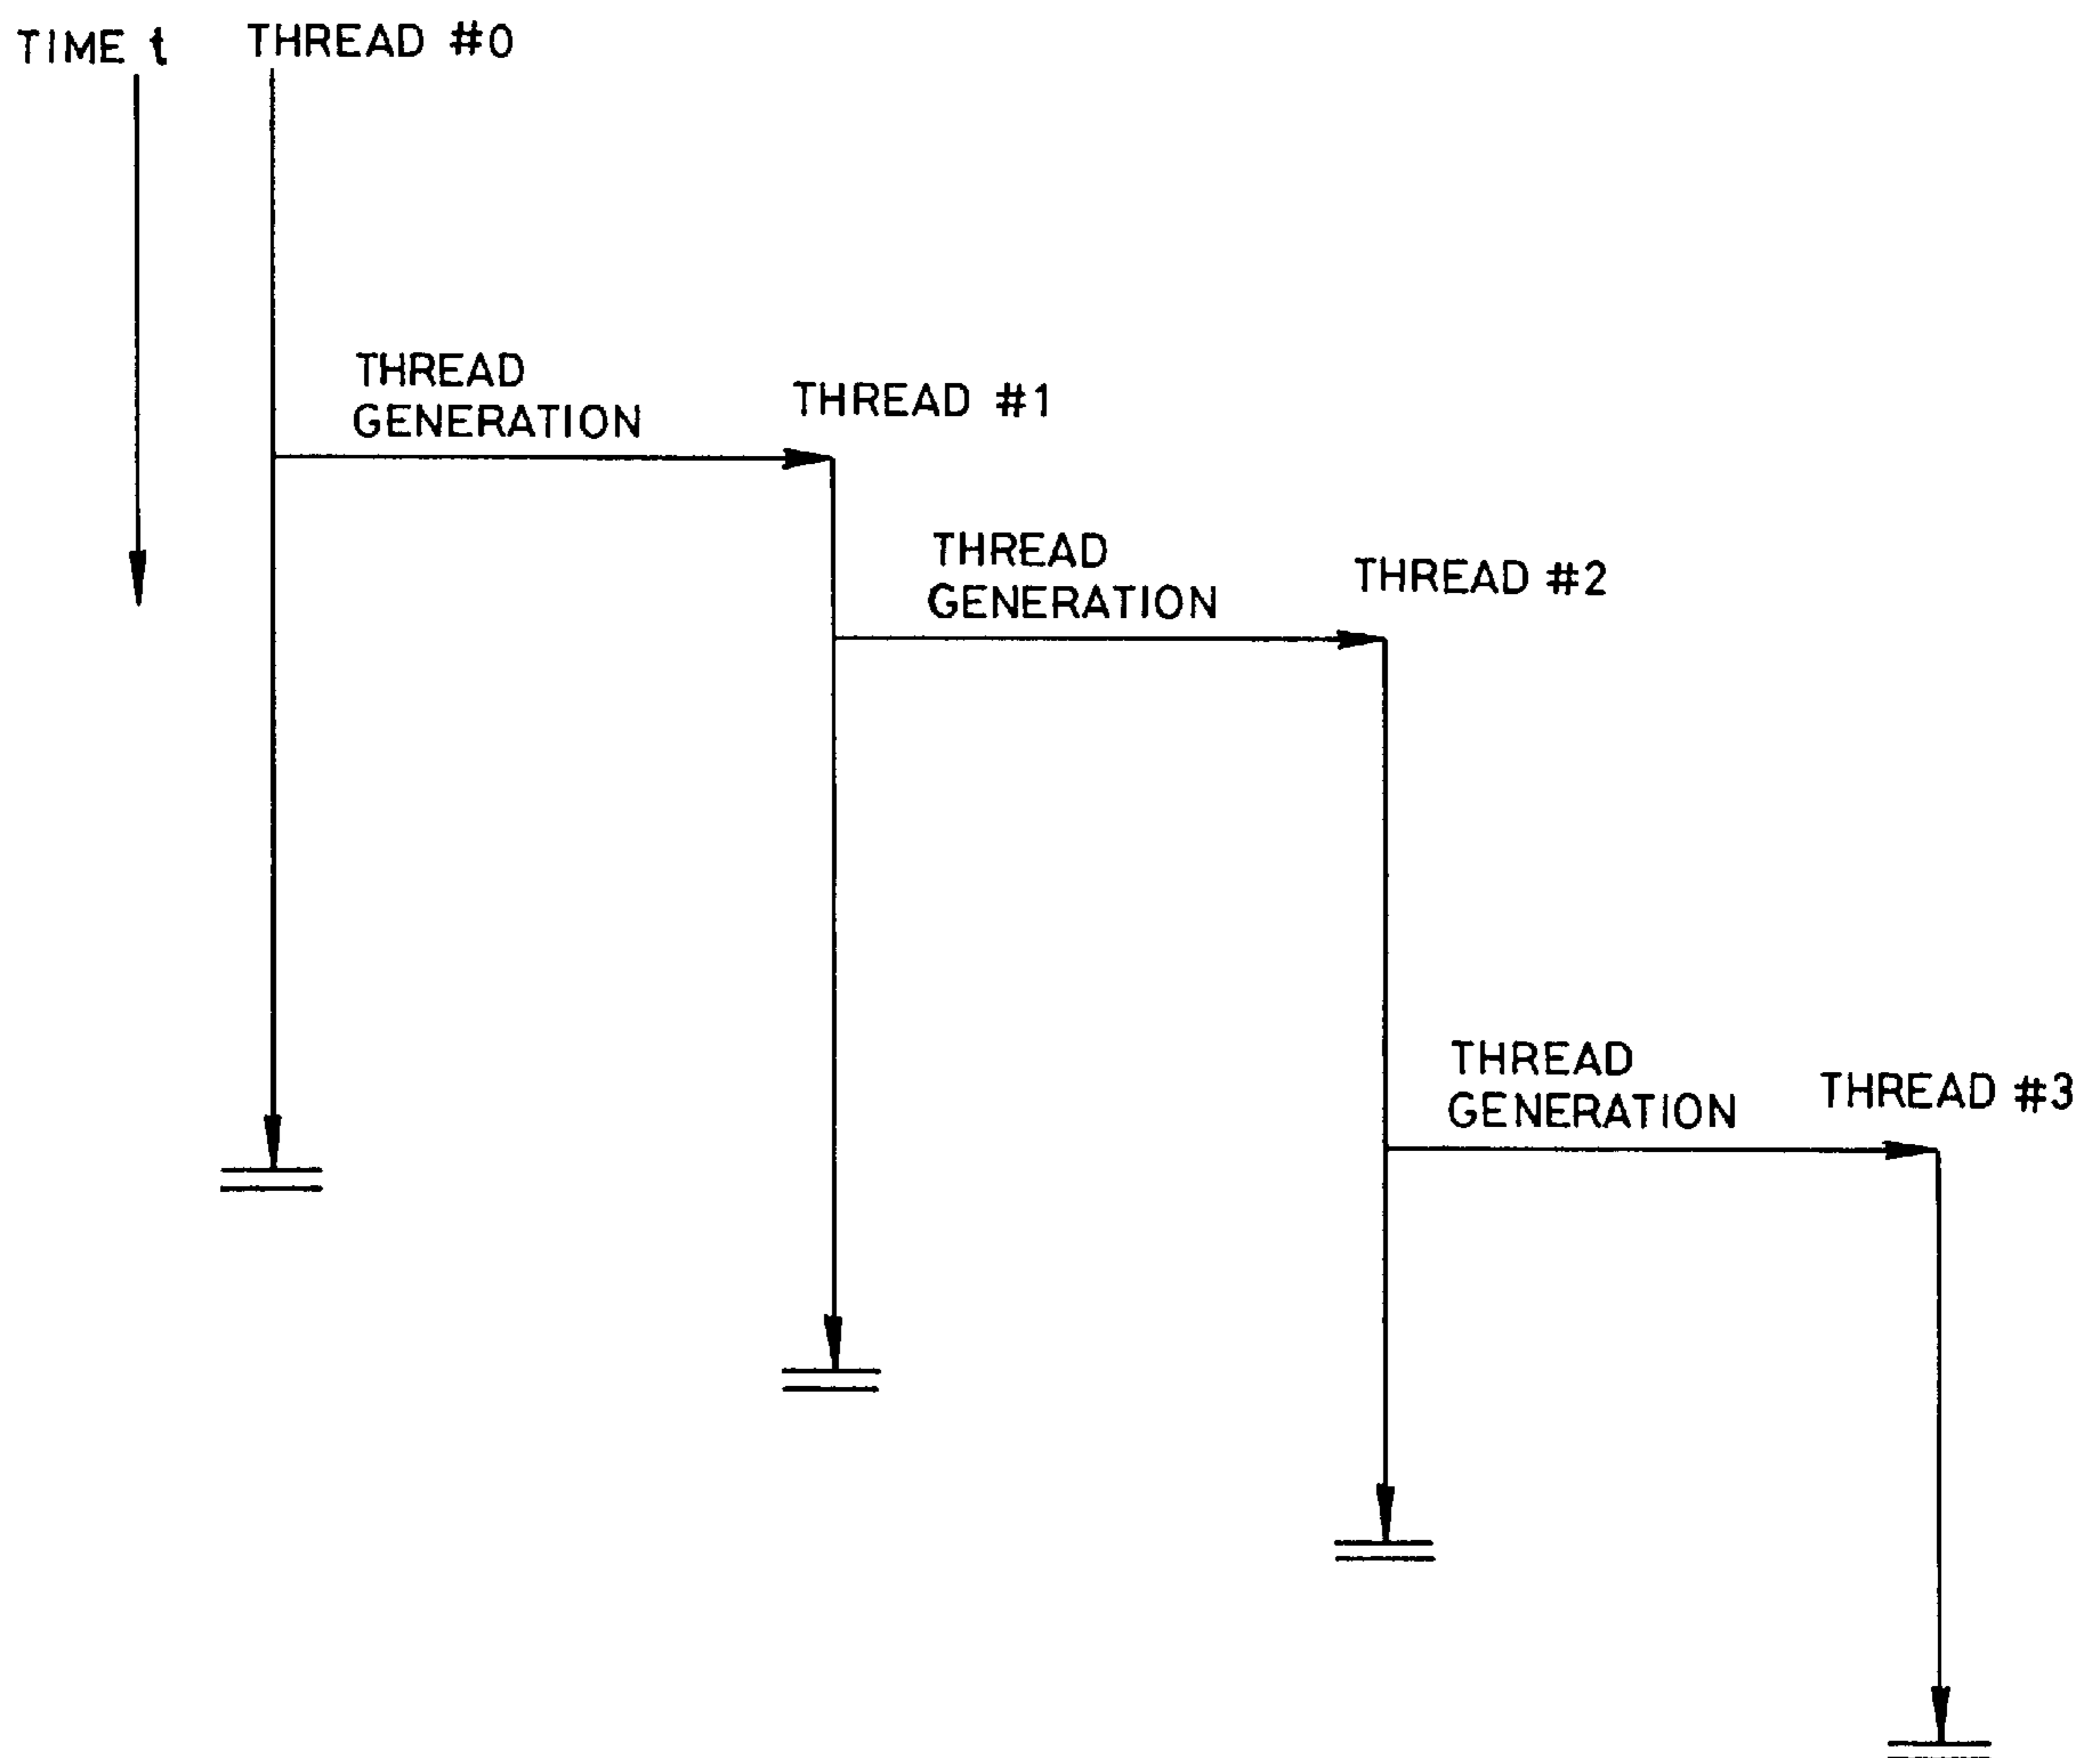 TIME t
THREAD #0
THREAD
GENERATION
THREAD #1
THREAD
GENERATION
THREAD #2
THREAD
GENERATION
THREAD #3